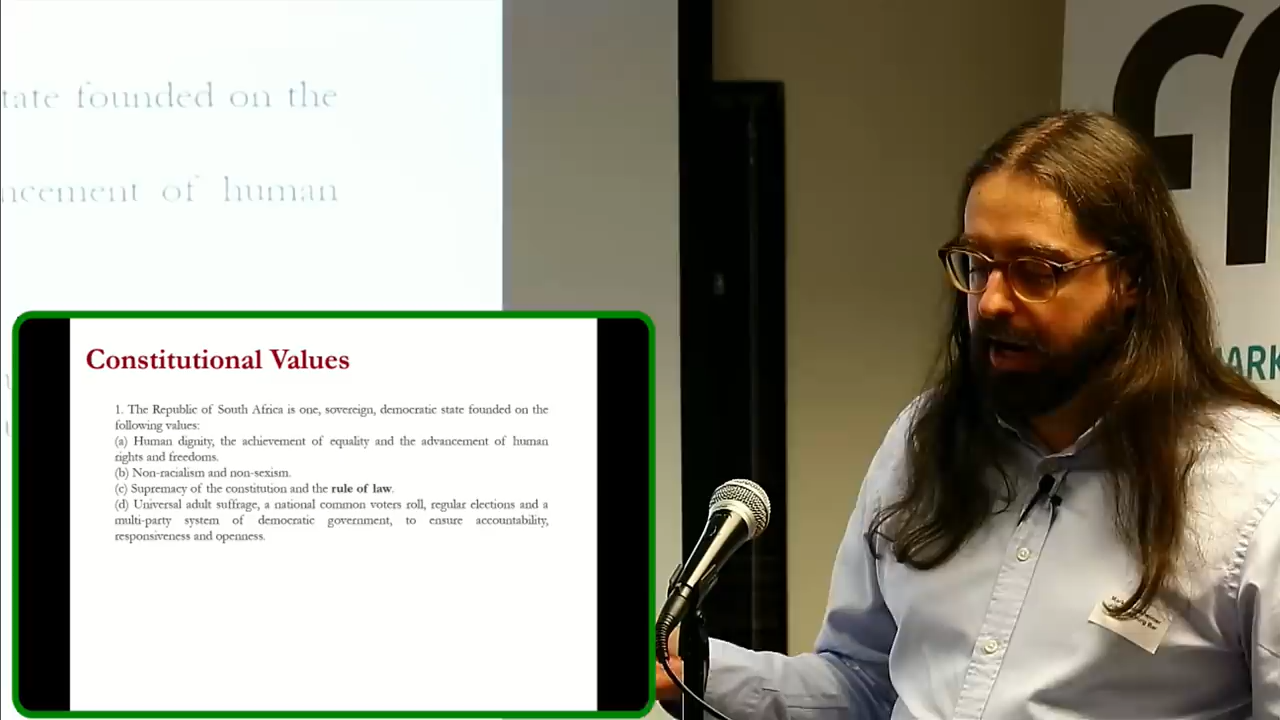 tate founded on the
ncement of human
Constitutional Values
1. The Republic of South Africa is one, sovereign, democratic state founded on the
following values:
(a) Human dignity, the achievement of equality and the advancement of human
rights and freedoms.
(b) Non-racialism and non-sexism.
(c) Supremacy of the constitution and the rule of law.
(d) Universal adult suffrage, a national common voters roll, regular elections and a
multi-party system of democratic government, to ensure accountability,
responsiveness and openness.
fm
ARK
Bar